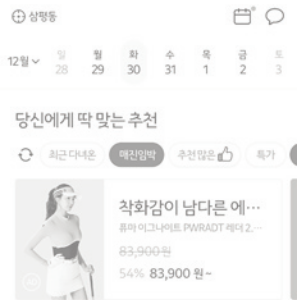 삼평동
12월
월 화 수 목 금 토
28 29 30 31 1 2 3
당신에게 딱 맞는 추천
최근 다녀온 매진임박 추천많은 특가
착화감이 남다른 에…
퓨마 이그나이트 PWRADT 레더 2.…
83,900원
54% 83,900 원~
AD